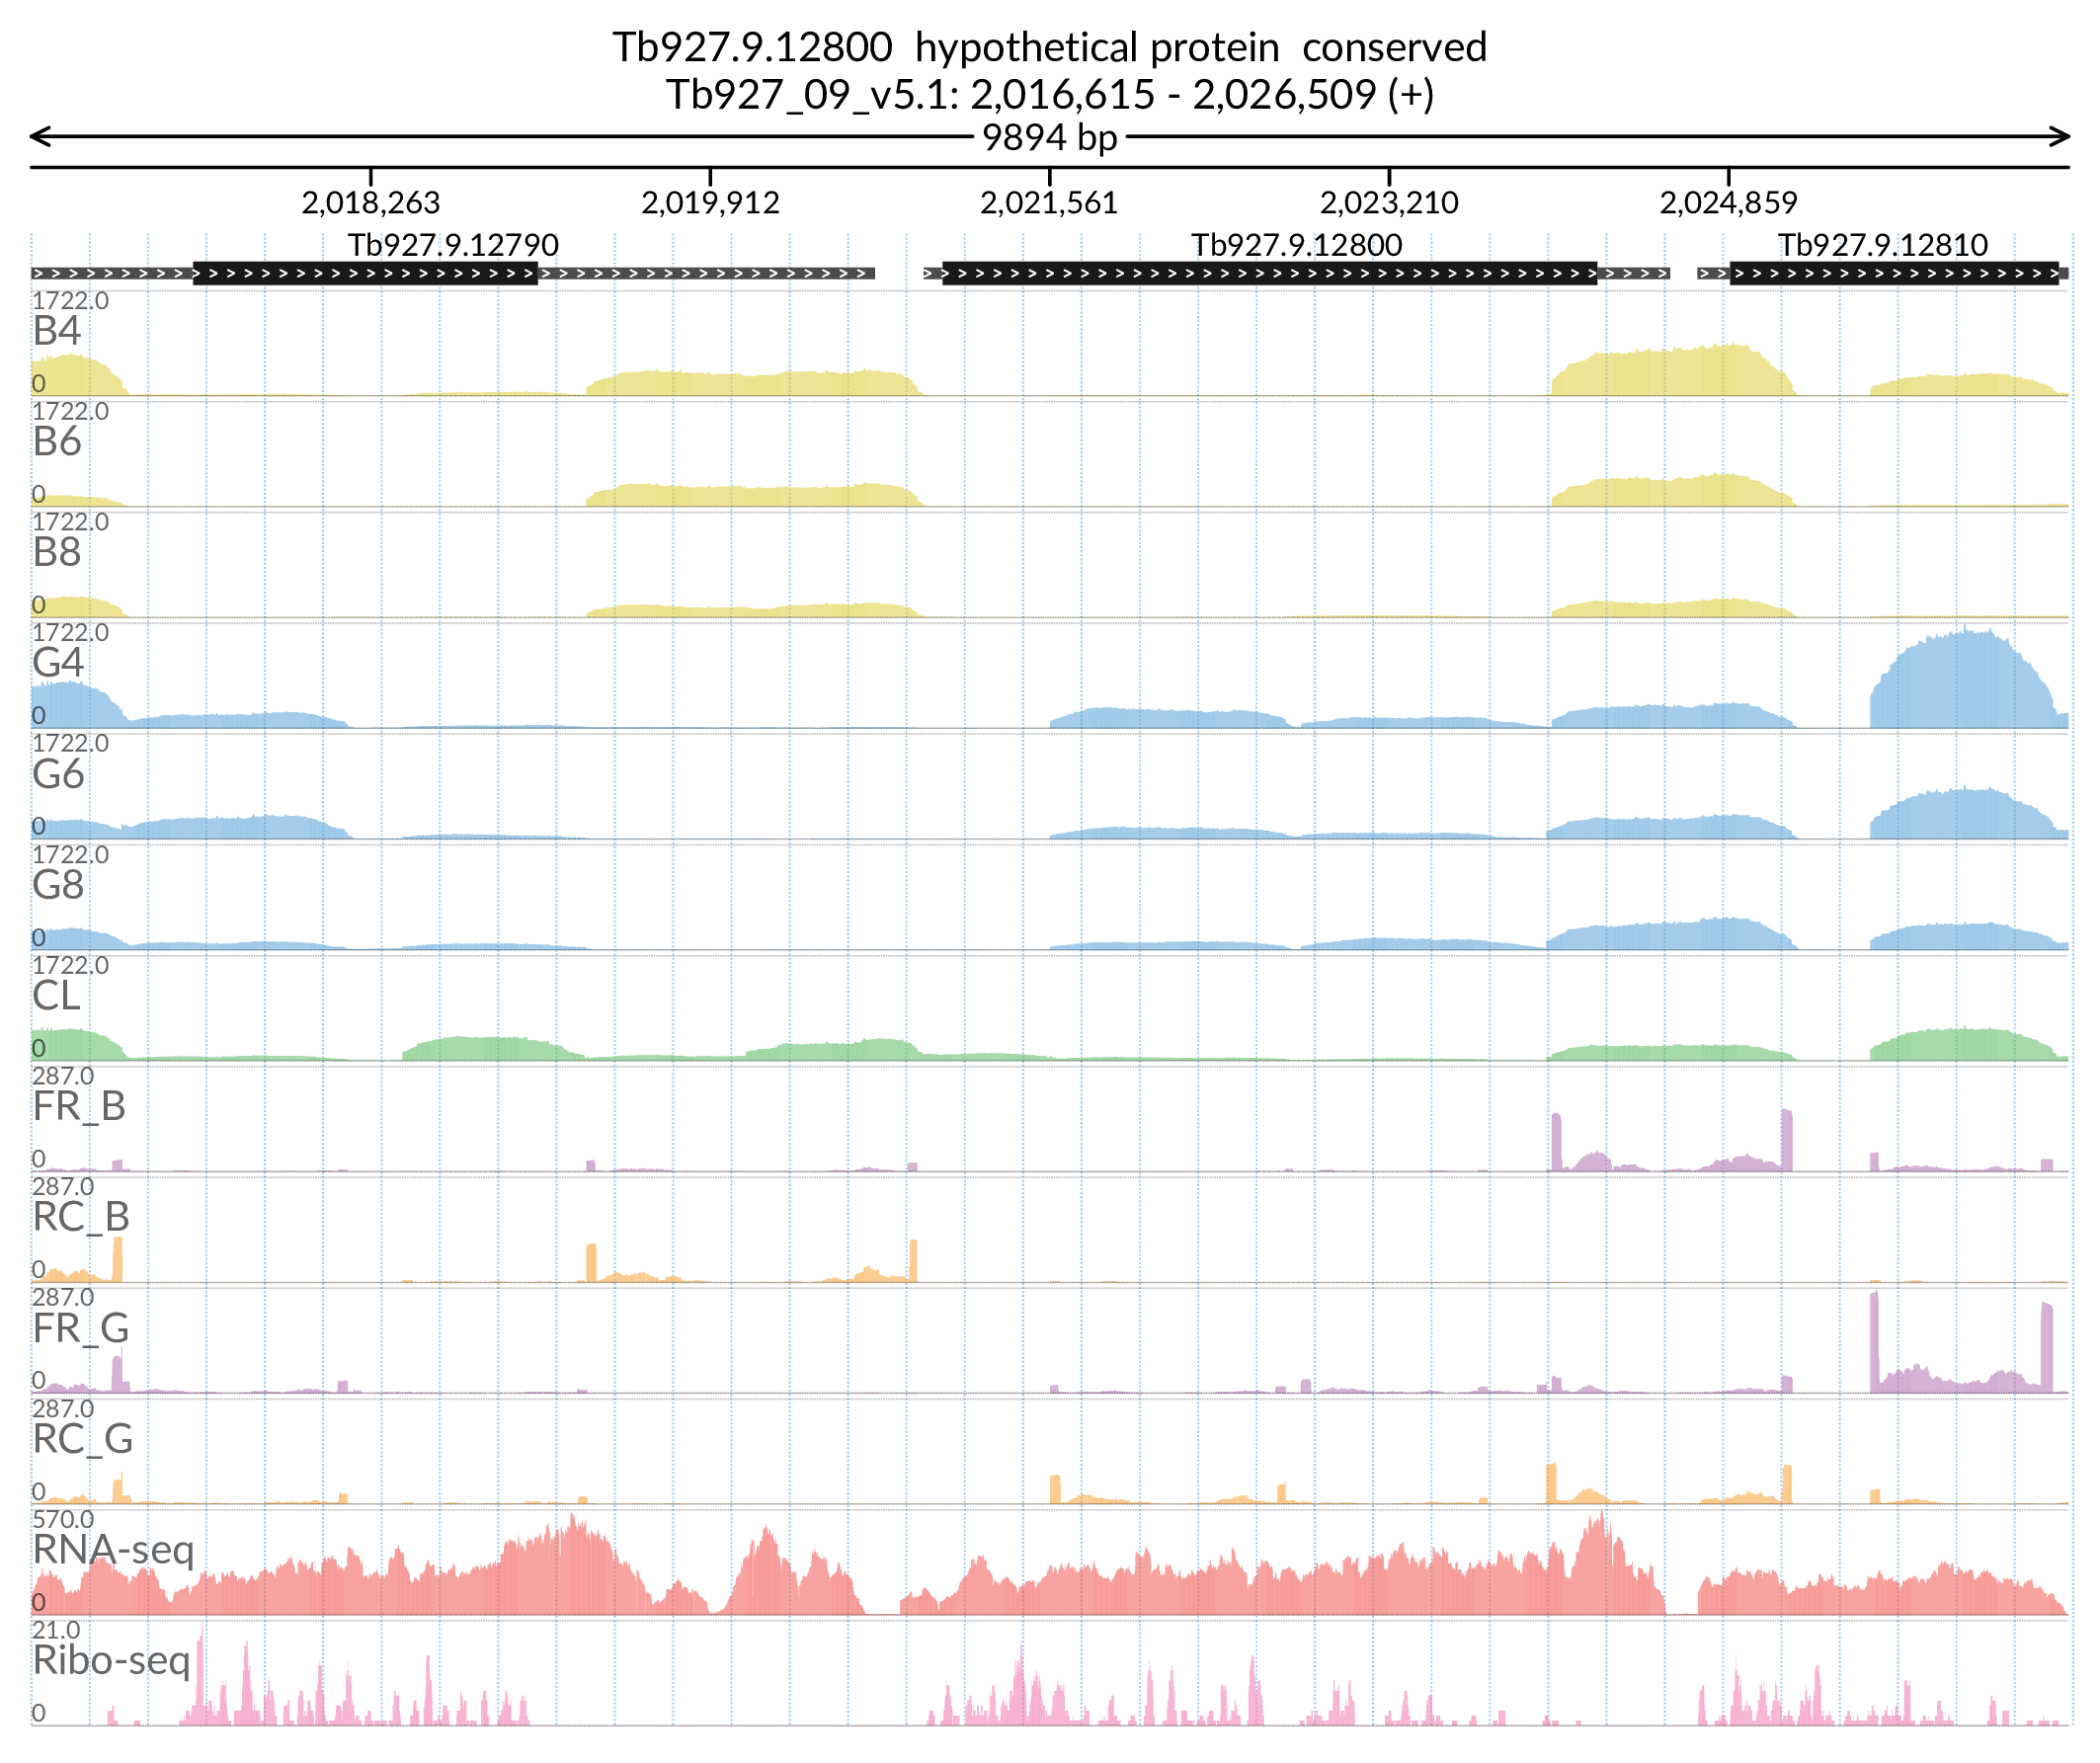 Tb927.9.12800 hypothetical protein conserved
Tb927_09_v5.1: 2,016,615 - 2,026,509 (+)
9894 bp
2,018,263 2,019,912 2,021,561 2,023,210 2,024,859
Tb927.9.12790 Tb927.9.12800 Tb927.9.12810
1722.0
B4
0
1722.0
B6
0
1722.0
B8
0
1722.0
G4
0
1722.0
G6
0
1722.0
G8
0
1722.0
CL
0
287.0
FR_B
0
287.0
RC_B
0
287.0
FR_G
0
287.0
RC_G
0
570.0
RNA-seq
0
21.0
Ribo-seq
0